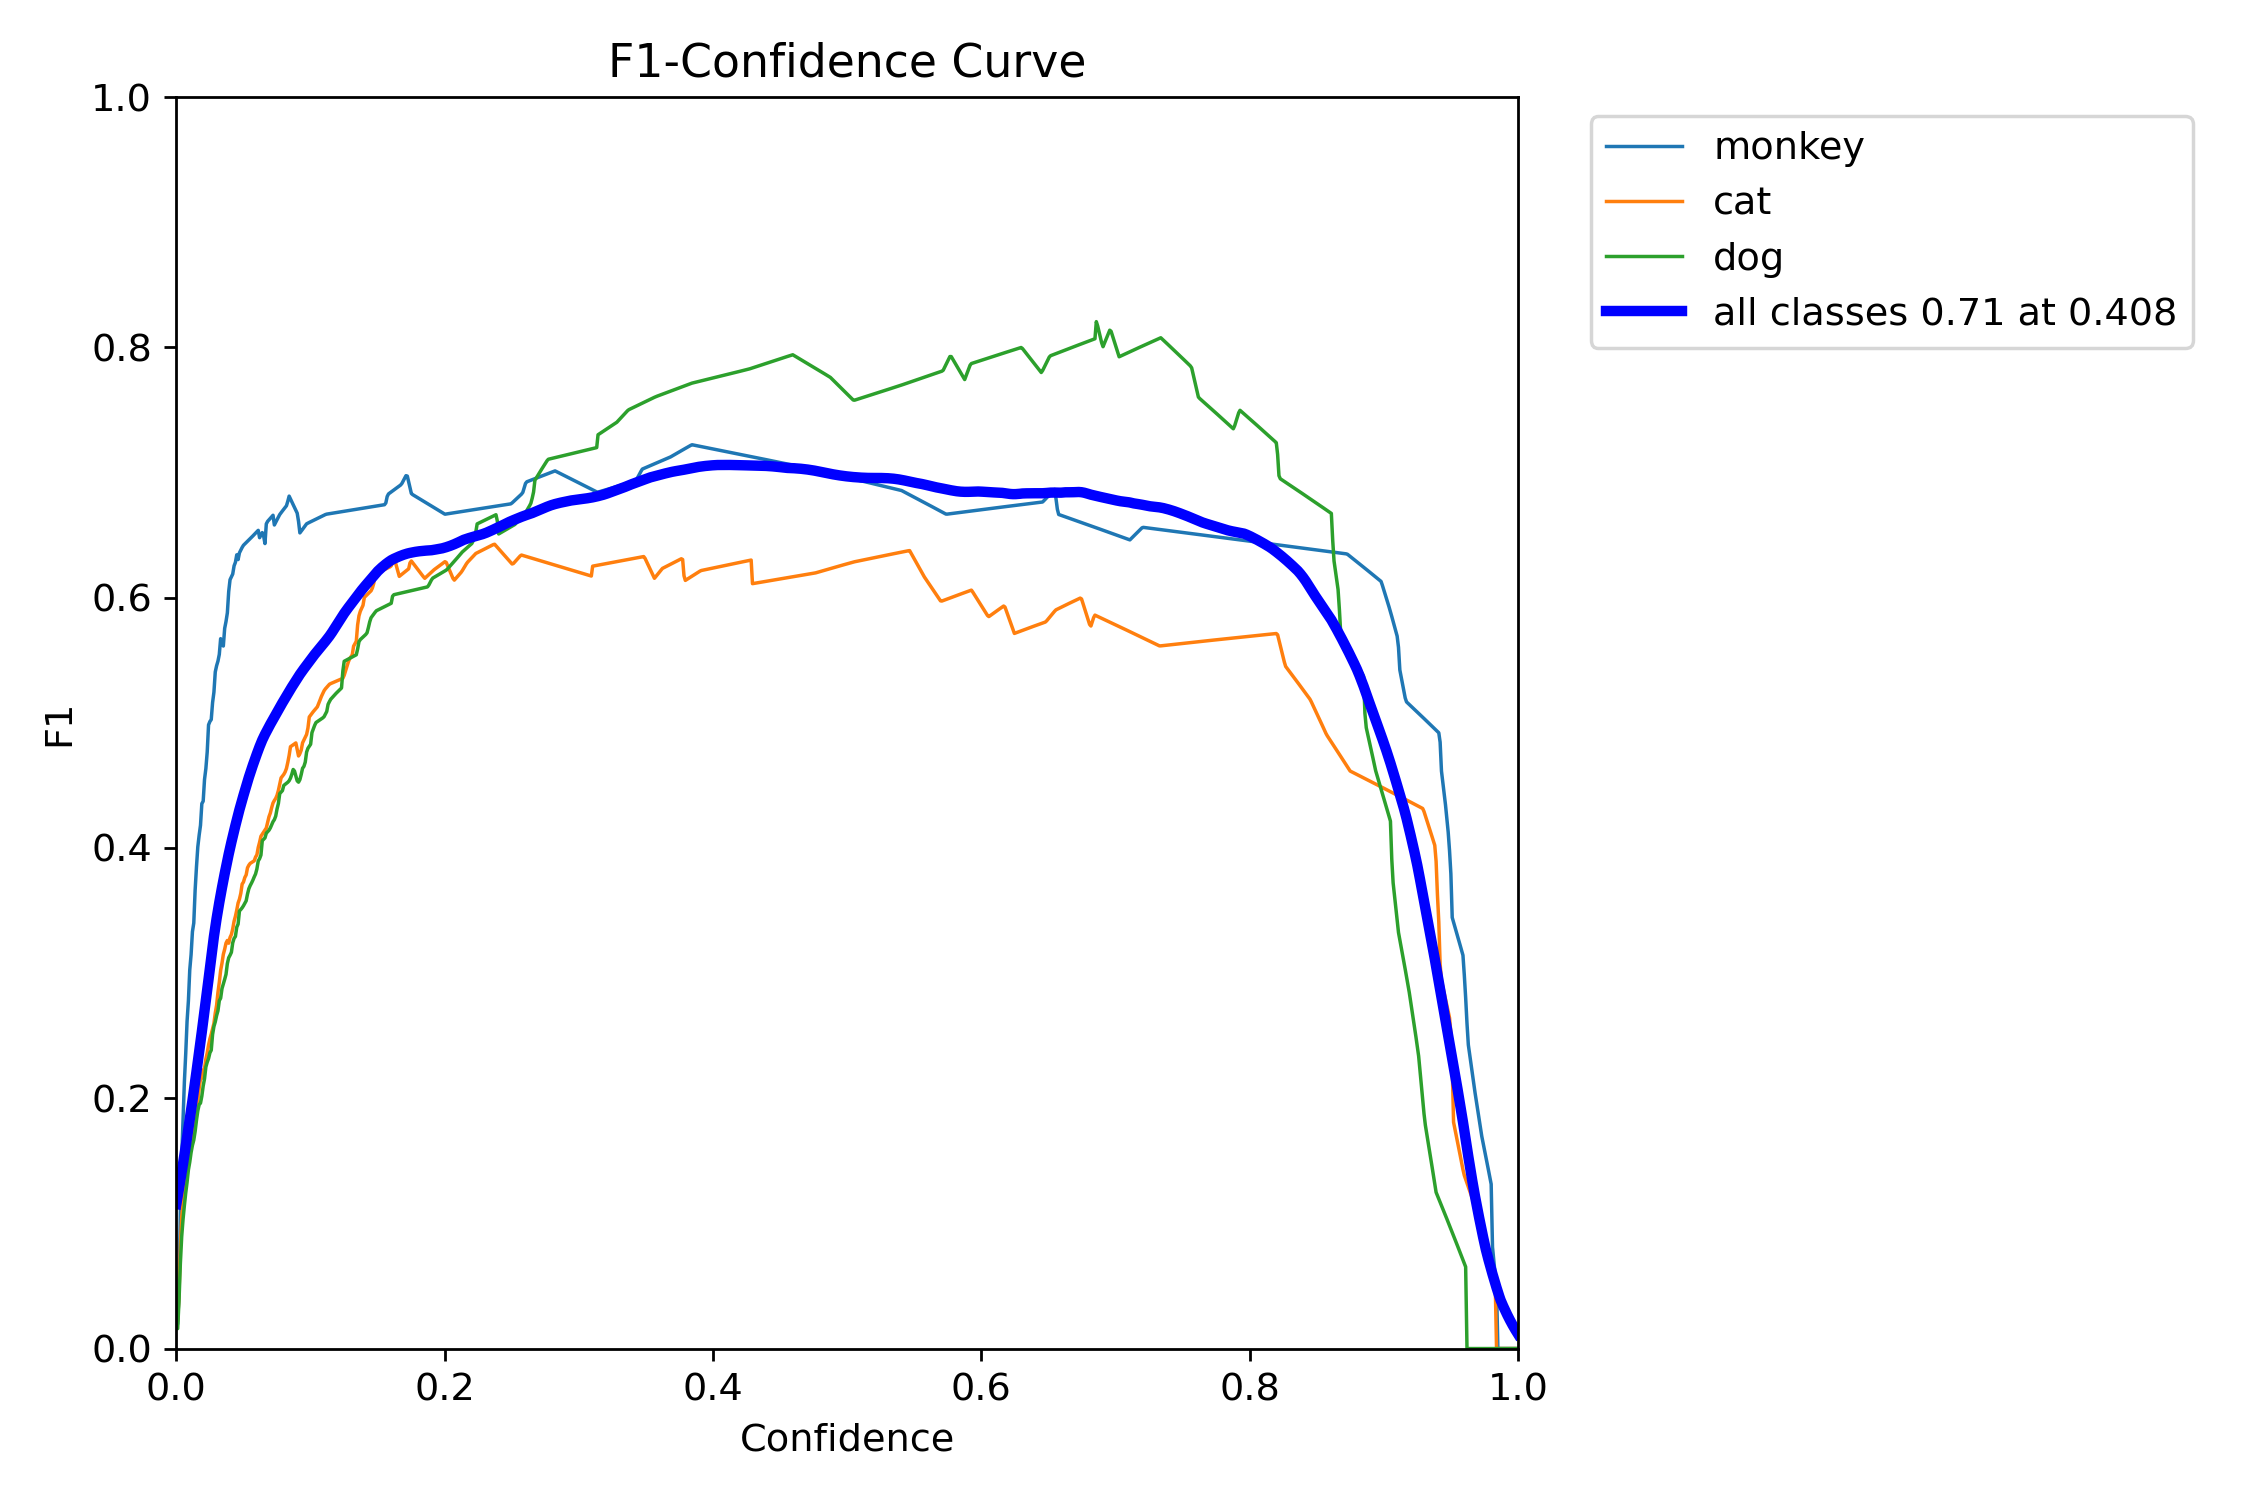 F1-Confidence Curve
1.0
0.8
0.6
0.4
0.2
0.0
F1
0.0 0.2 0.4 0.6 0.8 1.0
Confidence
monkey
cat
dog
all classes 0.71 at 0.408